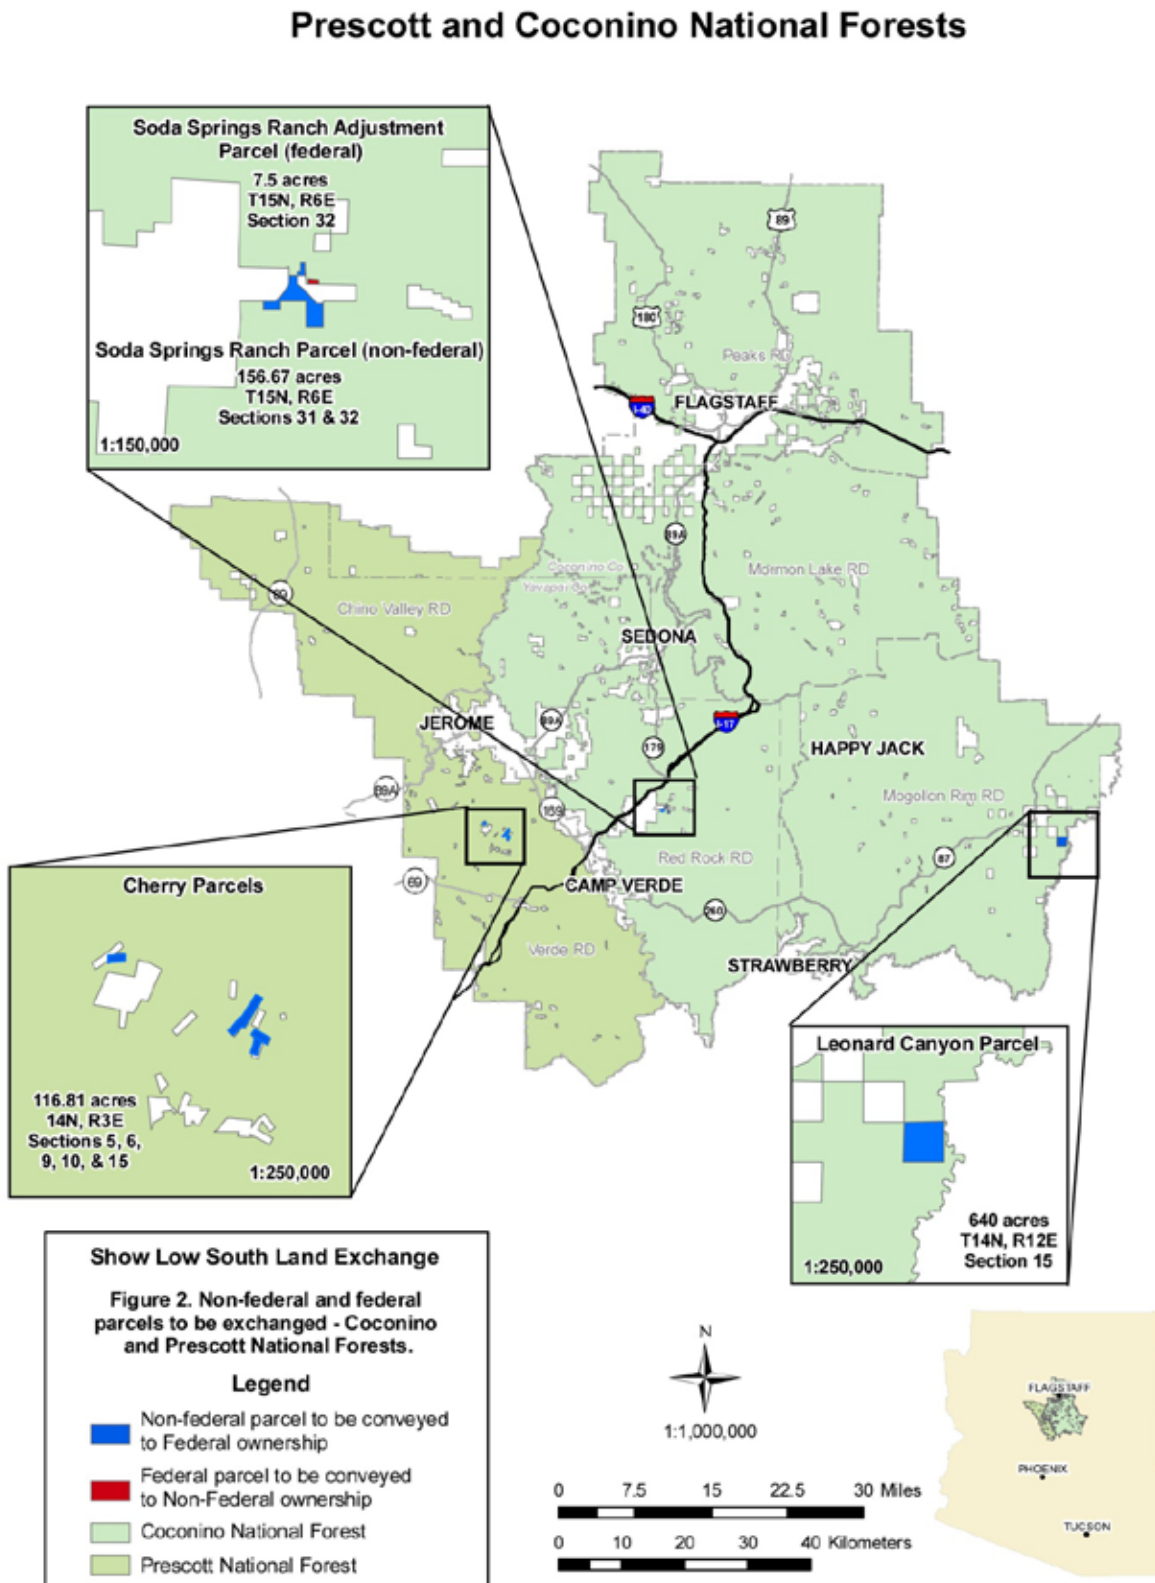 Prescott and Coconino National Forests
Soda Springs Ranch Adjustment
Parcel (federal)
7.5 acres
T15N, R6E
Section 32
Soda Springs Ranch Parcel (non-federal)
156.67 acres
T15N, R6E
Sections 31 & 32
1:150,000
89
180
Peaks RD
I-40
FLAGSTAFF
89A
Coconino Co
Yavapai Co
Mormon Lake RD
89
Chino Valley RD
SEDONA
JEROME
89A
I-17
179
HAPPY JACK
89A
169
Mogollon Rim RD
Red Rock RD
87
69
CAMP VERDE
260
Verde RD
STRAWBERRY
Cherry Parcels
116.81 acres
14N, R3E
Sections 5, 6,
9, 10, & 15
1:250,000
Leonard Canyon Parcel
640 acres
T14N, R12E
Section 15
1:250,000
Show Low South Land Exchange
Figure 2. Non-federal and federal
parcels to be exchanged - Coconino
and Prescott National Forests.
Legend
Non-federal parcel to be conveyed
to Federal ownership
Federal parcel to be conveyed
to Non-Federal ownership
Coconino National Forest
Prescott National Forest
N
1:1,000,000
0 7.5 15 22.5 30 Miles
0 10 20 30 40 Kilometers
FLAGSTAFF
PHOENIX
TUCSON